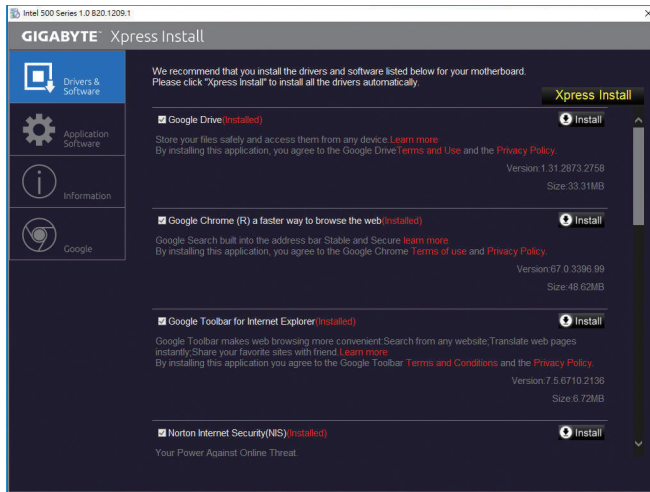 Intel 500 Series 1.0 B20.1209.1
GIGABYTE™ Xpress Install
Drivers &
Software
Application
Software
Information
Google
We recommend that you install the drivers and software listed below for your motherboard.
Please click "Xpress Install" to install all the drivers automatically.
Xpress Install
Google Drive(Installed)
Install
Store your files safely and access them from any device.Learn more
By installing this application, you agree to the Google DriveTerms and Use and the Privacy Policy.
Version:1.31.2873.2758
Size:33.31MB
Google Chrome (R) a faster way to browse the web(Installed)
Install
Google Search built into the address bar Stable and Secure learn more
By installing this application, you agree to the Google Chrome Terms of use and Privacy Policy.
Version:67.0.3396.99
Size:48.62MB
Google Toolbar for Internet Explorer(Installed)
Install
Google Toolbar makes web browsing more convenient.Search from any website;Translate web pages
instantly;Share your favorite sites with friend.Learn more
By installing this application you agree to the Google Toolbar Terms and Conditions and the Privacy Policy.
Version:7.5.6710.2136
Size:6.72MB
Norton Internet Security(NIS)(Installed)
Install
Your Power Against Online Threat.